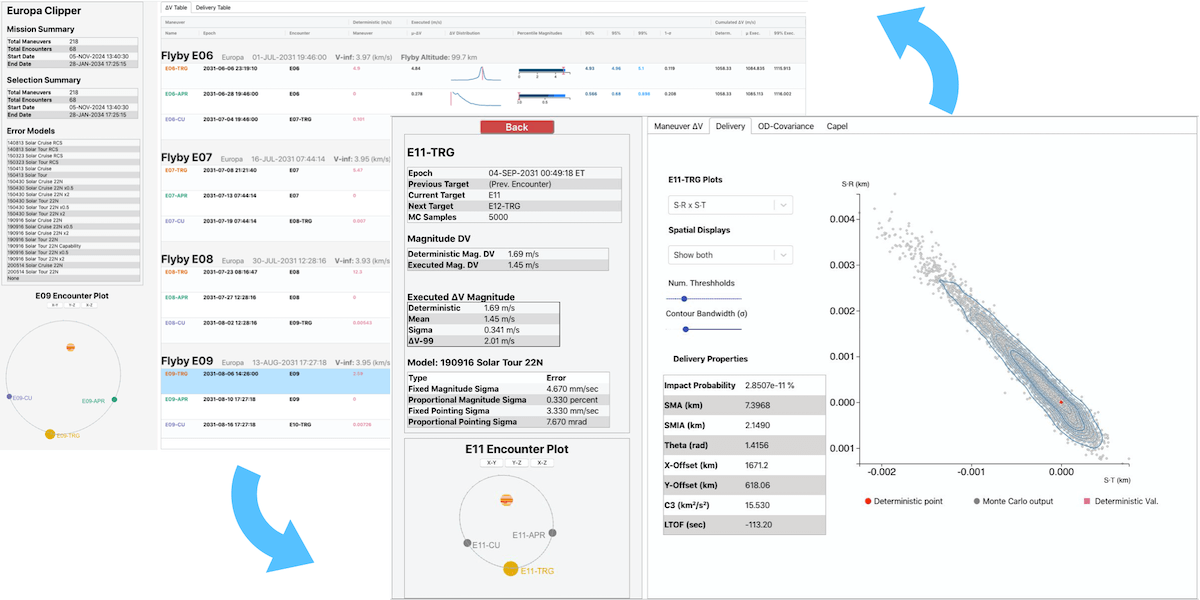 Europa Clipper
Mission Summary
Total Maneuvers 218
Total Encounters 68
Start Date 05-NOV-2024 13:40:30
End Date 28-JAN-2034 17:25:15
Selection Summary
Total Maneuvers 218
Total Encounters 68
Start Date 05-NOV-2024 13:40:30
End Date 28-JAN-2034 17:25:15
Error Models
140813 Solar Cruise RCS
150413 Solar Tour RCS
150323 Solar Cruise RCS
150323 Solar Tour RCS
150413 Solar Cruise
150413 Solar Tour
150430 Solar Cruise 22N
150430 Solar Cruise 22N x0.5
150430 Solar Cruise 22N x2
150430 Solar Tour 22N
150430 Solar Tour 22N x0.5
150430 Solar Tour 22N x2
190916 Solar Cruise 22N
190916 Solar Cruise 22N x0.5
190916 Solar Cruise 22N x2
190916 Solar Tour 22N
190916 Solar Tour 22N Capability
190916 Solar Tour 22N x0.5
190916 Solar Tour 22N x2
200514 Solar Cruise 22N
200514 Solar Tour 22N
None
E09 Encounter Plot
X-Y Y-Z X-Z
E09-CU
E09-APR
E09-TRG
ΔV Table Delivery Table
Maneuver Deterministic (m/s) Executed (m/s) Cumulated ΔV (m/s)
Name Epoch Encounter Maneuver μ-ΔV ΔV Distribution Percentile Magnitudes 90% 95% 99% 1-σ Determ. μ Exec. 99% Exec.
Flyby E06 Europa 01-JUL-2031 19:46:00 V-inf: 3.97 (km/s) Flyby Altitude: 99.7 km
E06-TRG 2031-06-06 23:19:10 E06 4.9 4.84 0 2 4 4.93 4.96 5.1 0.119 1058.33 1084.835 1115.913
E06-APR 2031-06-28 19:46:00 E06 0 0.278 0.0 0.5 0.568 0.68 0.895 0.208 1058.33 1085.113 1116.003
E06-CU 2031-07-04 19:46:00 E07-TRG 0.101
Flyby E07 Europa 16-JUL-2031 07:44:14 V-inf: 3.95 (km/s)
E07-TRG 2031-07-08 21:21:40 E07 5.47
E07-APR 2031-07-13 07:44:14 E07 0
E07-CU 2031-07-19 07:44:14 E08-TRG 0.007
Flyby E08 Europa 30-JUL-2031 12:28:16 V-inf: 3.93 (km/s)
E08-TRG 2031-07-23 08:16:47 E08 12.3
E08-APR 2031-07-27 12:28:16 E08 0
E08-CU 2031-08-02 12:28:16 E09-TRG 0.00543
Flyby E09 Europa 13-AUG-2031 17:27:18 V-inf: 3.95 (km/s)
E09-TRG 2031-08-06 14:28:00 E09
E09-APR 2031-08-10 17:27:18 E09 0
E09-CU 2031-08-16 17:27:18 E10-TRG 0.00726
Back
E11-TRG
Epoch 04-SEP-2031 00:49:18 ET
Previous Target (Prev. Encounter)
Current Target E11
Next Target E12-TRG
MC Samples 5000
Magnitude DV
Deterministic Mag. DV 1.69 m/s
Executed Mag. DV 1.45 m/s
Executed ΔV Magnitude
Deterministic 1.69 m/s
Mean 1.45 m/s
Sigma 0.341 m/s
ΔV-99 2.01 m/s
Model: 190916 Solar Tour 22N
Type Error
Fixed Magnitude Sigma 4.670 mm/sec
Proportional Magnitude Sigma 0.330 percent
Fixed Pointing Sigma 3.330 mm/sec
Proportional Pointing Sigma 7.670 mrad
E11 Encounter Plot
X-Y Y-Z X-Z
E11-APR
E11-CU
E11-TRG
Maneuver ΔV Delivery OD-Covariance Capel
E11-TRG Plots
S-R x S-T
Spatial Displays
Show both
Num. Threshholds
Contour Bandwidth (σ)
Delivery Properties
Impact Probability 2.8507e-11 %
SMA (km) 7.3968
SMIA (km) 2.1490
Theta (rad) 1.4156
X-Offset (km) 1671.2
Y-Offset (km) 618.06
C3 (km²/s²) 15.530
LTOF (sec) -113.20
S-R (km)
0.004
0.003
0.002
0.001
0.000
0.001
-0.002 -0.001 0.000
S-T (km)
Deterministic point Monte Carlo output Deterministic Val.